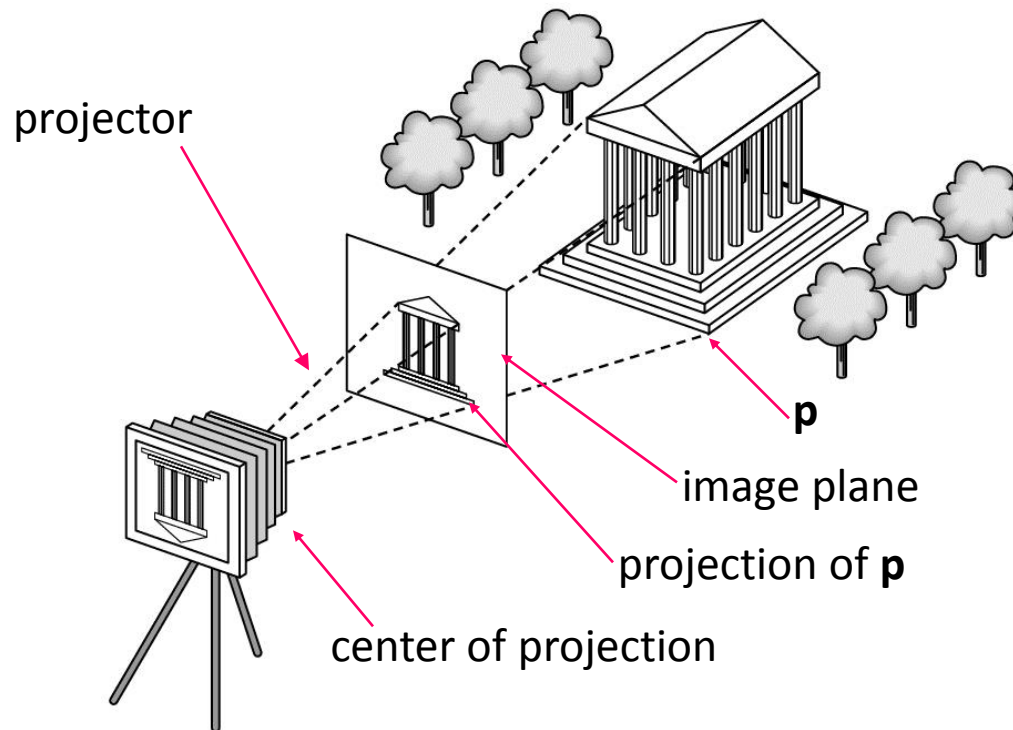 projector
p
image plane
projection of p
center of projection